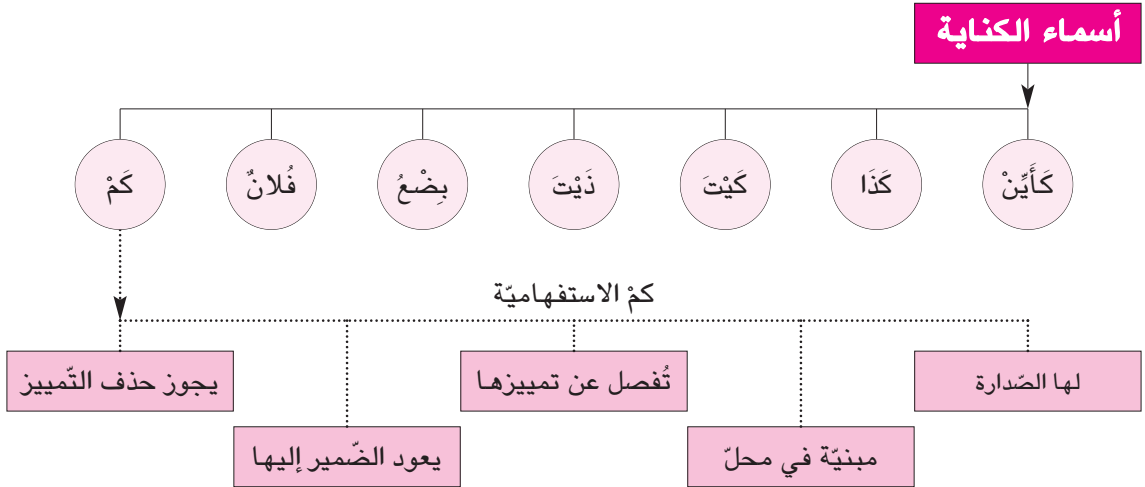 أسماء الكناية
كَأَيِّنْ
كَذَا
كَيْتَ
ذَيْتَ
بِضْعُ
فُلانٌ
كَمْ
كمْ الاستفهاميّة
لها الصّدارة
مبنيّة في محلّ
تُفصل عن تمييزها
يعود الضّمير إليها
يجوز حذف التّمييز